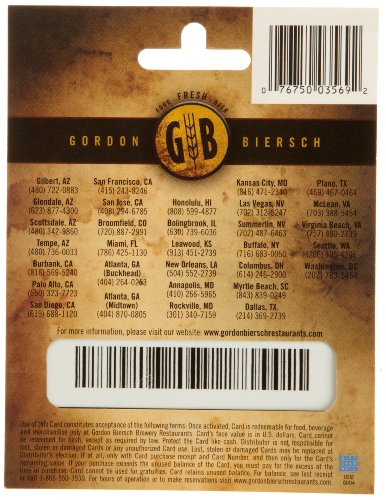 0 76750 03569 2
FOOD FRESH BEER
GORDON GB BIERSCH
Gilbert, AZ
(480) 722-0883
Glendale, AZ
(623) 877-4300
Scottsdale, AZ
(480) 342-9860
Tempe, AZ
(480) 736-0033
Burbank, CA
(818) 569-5240
Palo Alto, CA
(650) 323-7723
San Diego, CA
(619) 688-1120
San Francisco, CA
(415) 243-8246
San Jose, CA
(408) 294-6785
Broomfield, CO
(720) 887-2991
Miami, FL
(786) 425-1130
Atlanta, GA
(Buckhead)
(404) 264-0253
Atlanta, GA
(Midtown)
(404) 870-0805
Honolulu, HI
(808) 599-4877
Bolingbrook, IL
(630) 739-6036
Leawood, KS
(913) 451-2739
New Orleans, LA
(504) 552-2739
Annapolis, MD
(410) 266-5965
Rockville, MD
(301) 340-7159
Kansas City, MO
(816) 471-2340
Las Vegas, NV
(702) 312-5247
Summerlin, NV
(702) 487-6463
Buffalo, NY
(716) 683-0050
Columbus, OH
(614) 246-2900
Myrtle Beach, SC
(843) 839-0249
Dallas, TX
(214) 369-2739
Plano, TX
(469) 467-0464
McLean, VA
(703) 388-5454
Virginia Beach, VA
(757) 490-2739
Seattle, WA
(206) 405-4205
Washington, DC
(202) 783-5454
For more information, please visit our website: www.gordonbierschrestaurants.com
Use of this Card constitutes acceptance of the following terms. Once activated, Card is redeemable for food, beverage
and merchandise only at Gordon Biersch Brewery Restaurants. Card's face value is in U.S. dollars. Card cannot
be redeemed for cash, except as required by law. Protect the Card like cash. Distributor is not responsible for
lost, stolen or damaged Cards or any unauthorized Card use. Lost, stolen or damaged Cards may be replaced at
Distributor's election. If at all, only with prior Card purchase receipt and Card Number, and then only for the Card's
remaining value. If your purchase exceeds the unused balance of the Card, you must pay for the excess at the
time of purchase. Card cannot be used for gratuity. Card retains unused balance. For balance, see last receipt
or call 1-866-550-3930. For lost, stolen or damaged Card information, visit www.gordonbiersch.com.